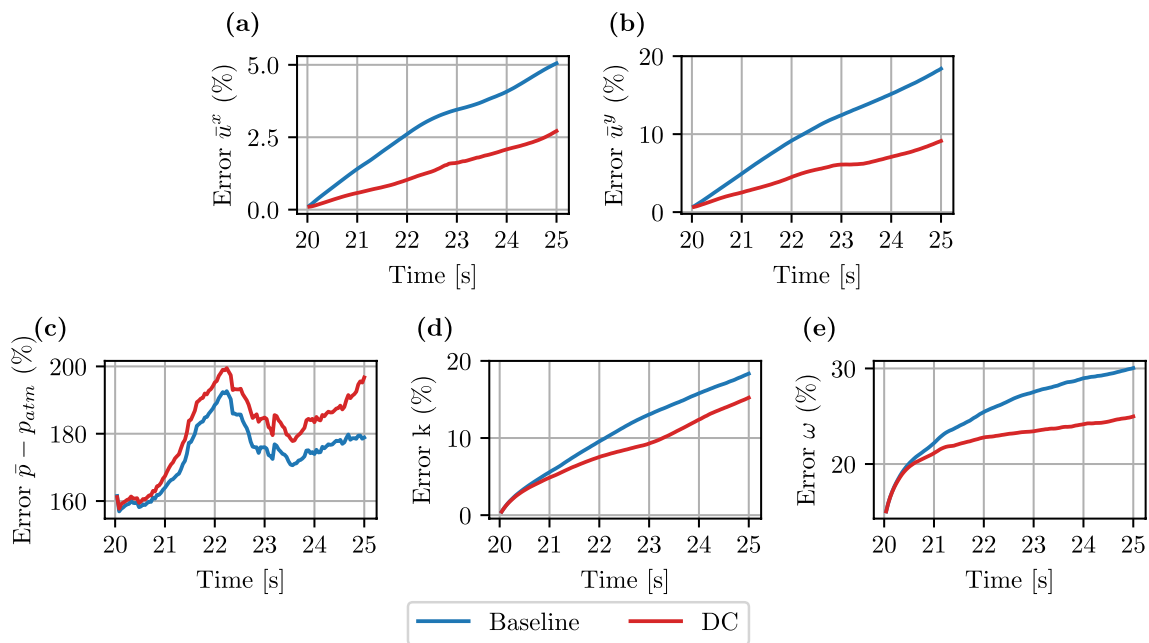 (a)
Error ū^x (%)
5.0
2.5
0.0
20 21 22 23 24 25
Time [s]
(b)
Error ū^y (%)
20
10
0
20 21 22 23 24 25
Time [s]
(c)
Error p̄ − p_atm (%)
200
180
160
20 21 22 23 24 25
Time [s]
(d)
Error k (%)
20
10
0
20 21 22 23 24 25
Time [s]
(e)
Error ω (%)
30
20
20 21 22 23 24 25
Time [s]
Baseline DC